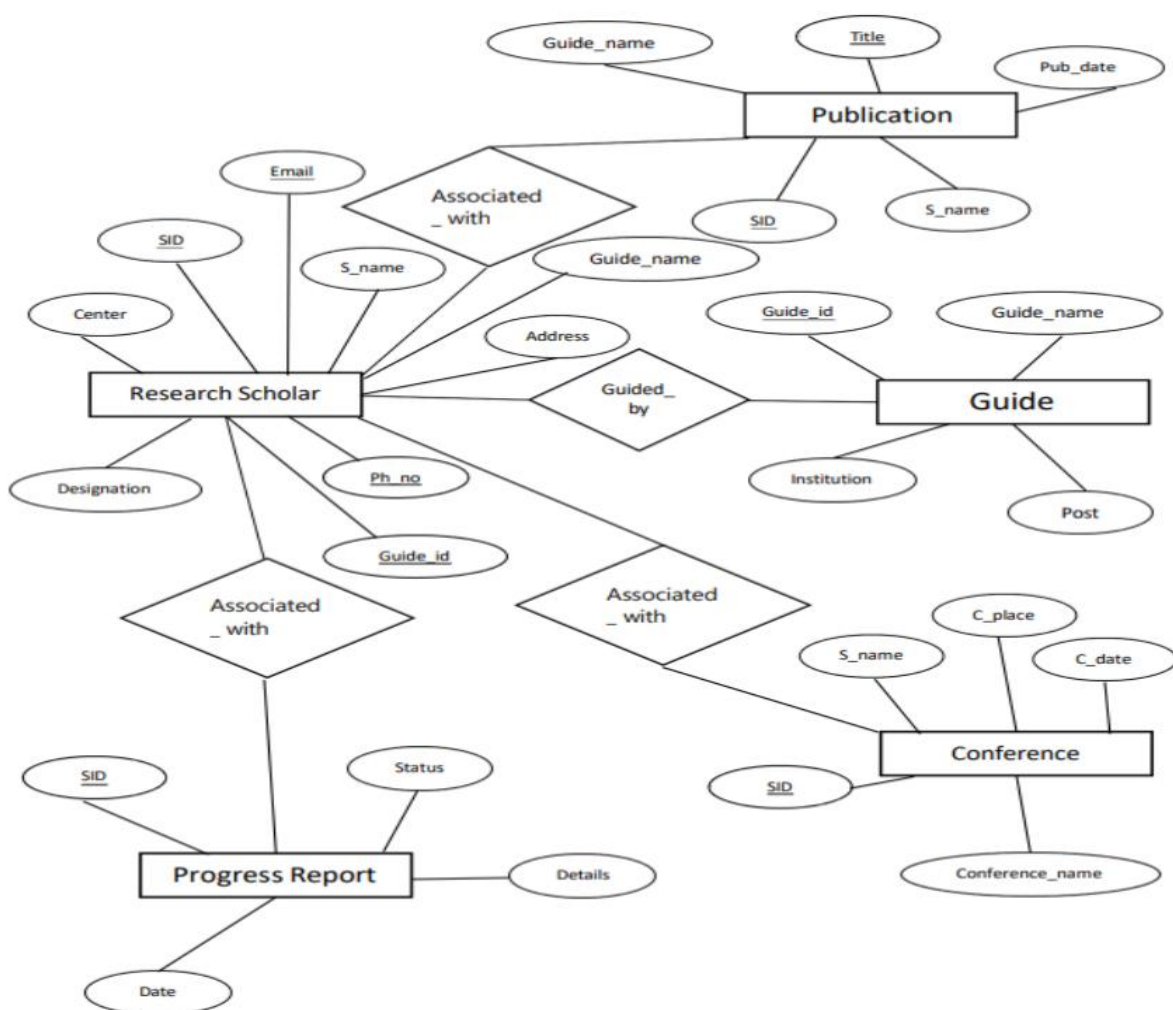 Guide_name
Title
Pub_date
Publication
Email
Associated
_ with
SID
S_name
SID
S_name
Guide_name
Center
Address
Guide_id
Guide_name
Research Scholar
Guided_
by
Guide
Designation
Ph_no
Institution
Post
Guide_id
Associated
_ with
Associated
_ with
C_place
S_name
C_date
Conference
SID
SID
Status
Progress Report
Details
Conference_name
Date